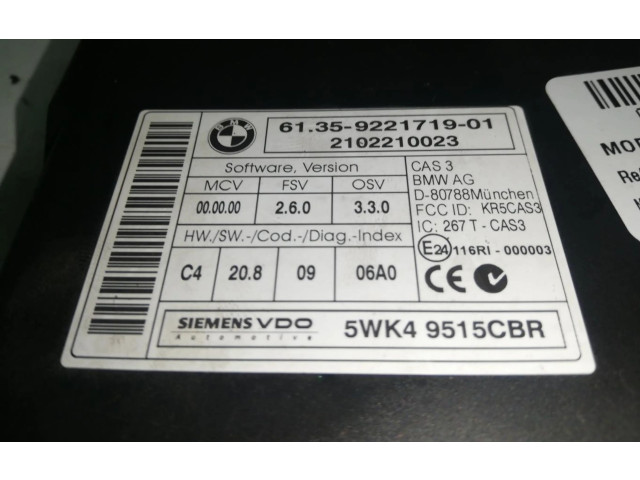 BMW
61.35-9221719-01
2102210023
Software, Version
MCV FSV OSV
00.00.00 2.6.0 3.3.0
HW./SW.-/Cod.-/Diag.-Index
C4 20.8 09 06A0
CAS 3
BMW AG
D-80788München
FCC ID: KR5CAS3
IC: 267 T - CAS3
E24 116RI - 000003
CE
SIEMENS VDO
Automotive
5WK4 9515CBR